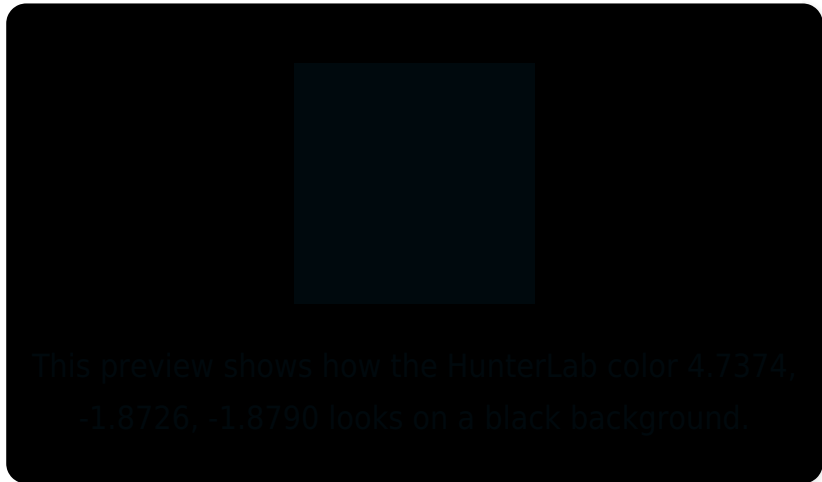 This preview shows how the HunterLab color 4.7374,
-1.8726, -1.8790 looks on a black background.